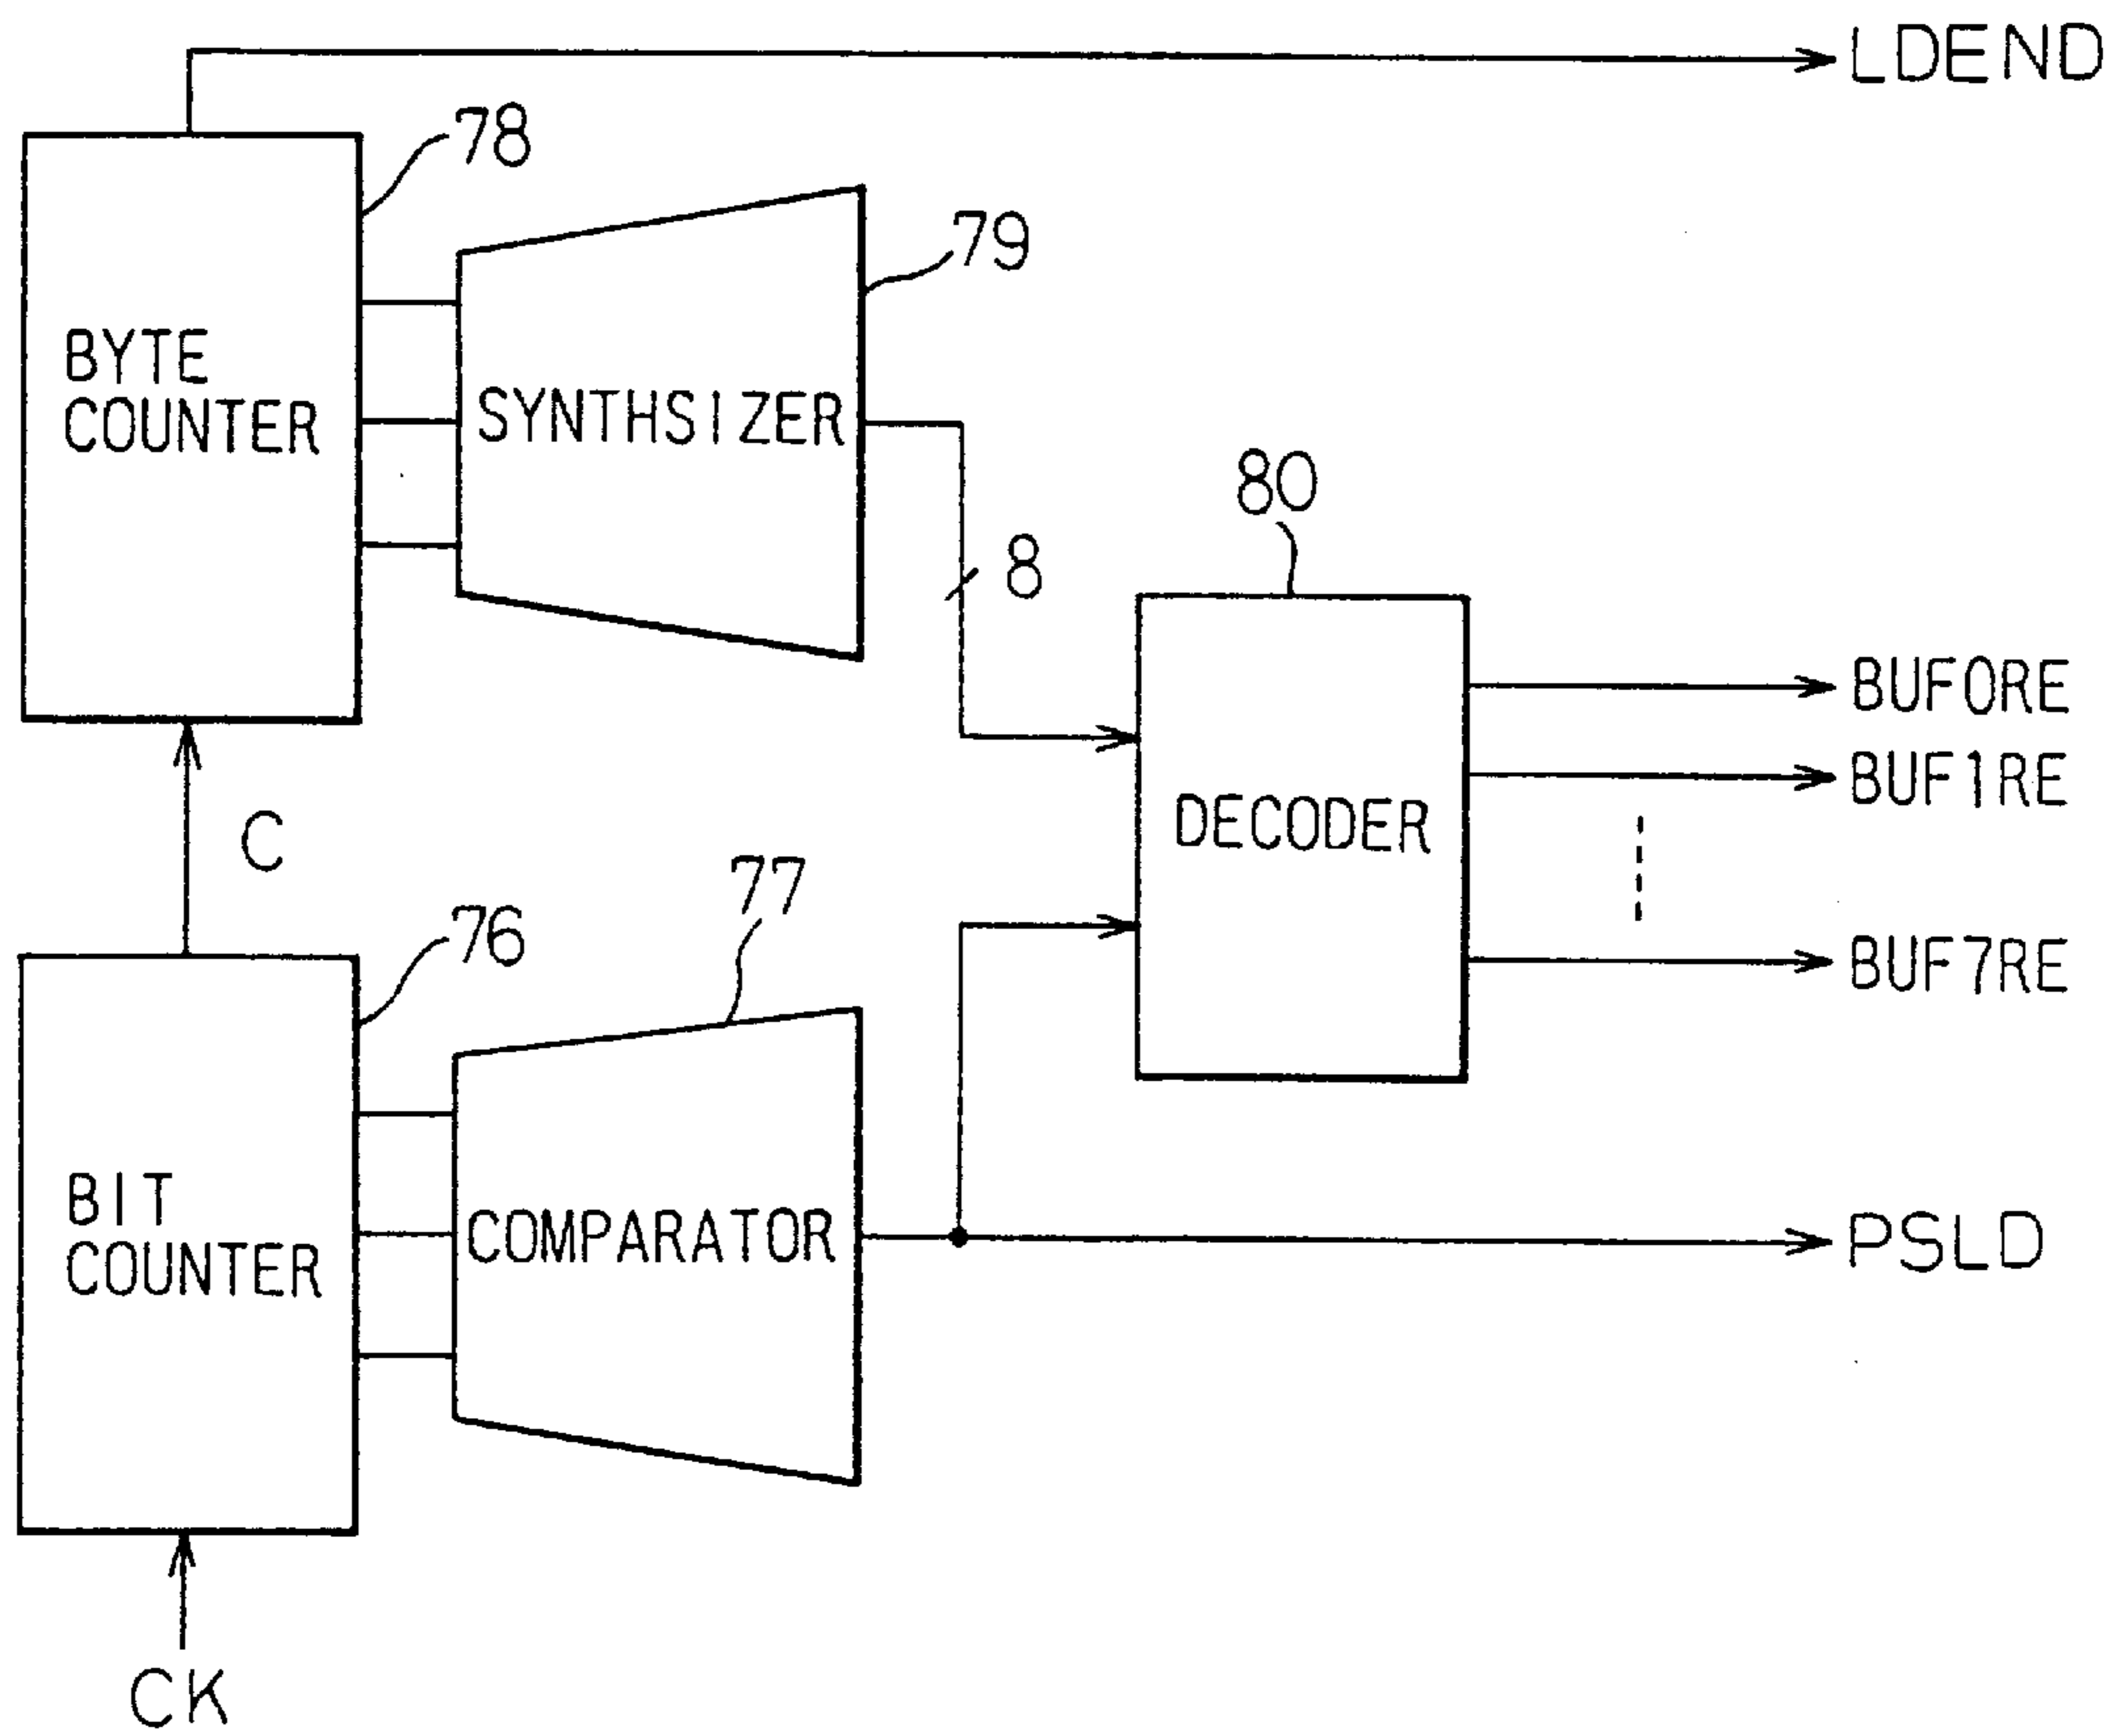 LDEND
78
79
BYTE
COUNTER
SYNTHSIZER
80
8
BUF0RE
BUF1RE
DECODER
C
77
76
BUF7RE
BIT
COUNTER
COMPARATOR
PSLD
CK